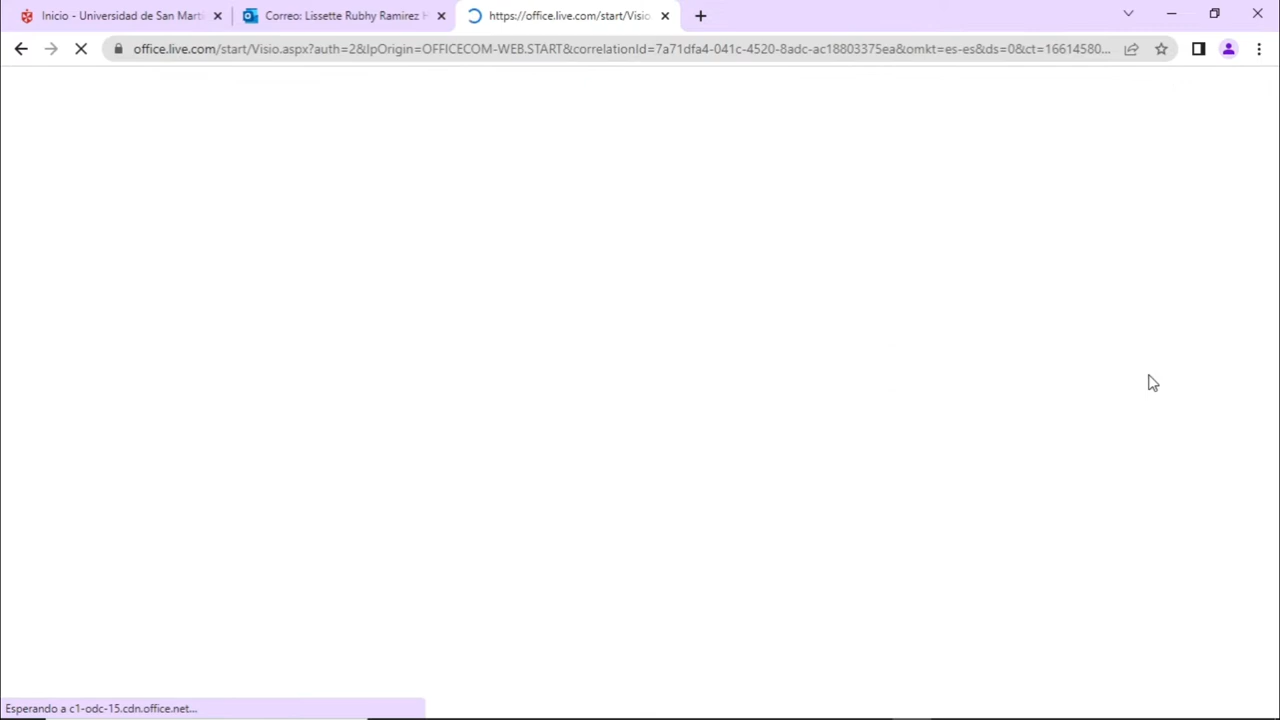 Inicio - Universidad de San Marti
Correo: Lissette Rubhy Ramirez H
https://office.live.com/start/Visio.
office.live.com/start/Visio.aspx?auth=2&lpOrigin=OFFICECOM-WEB.START&correlationId=7a71dfa4-041c-4520-8adc-ac18803375ea&omkt=es-es&ds=0&ct=16614580...
Esperando a c1-odc-15.cdn.office.net...